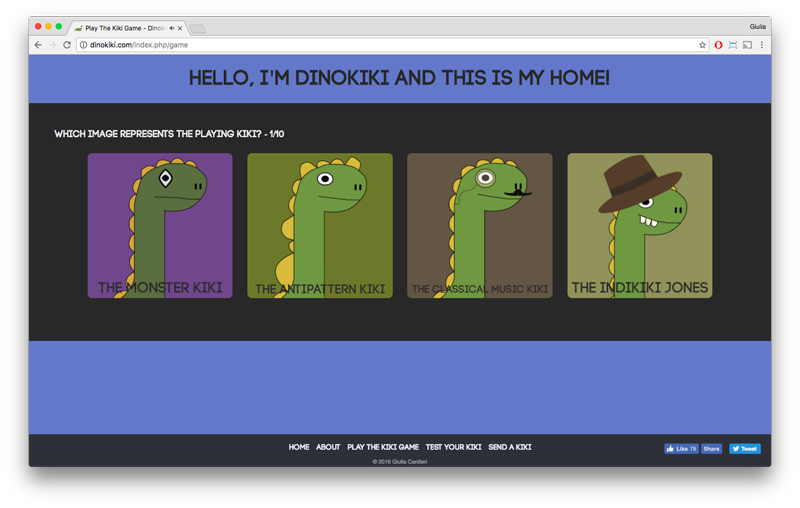 Play The Kiki Game - Dinoki
Giulia
dinokiki.com/index.php/game
HELLO, I'M DINOKIKI AND THIS IS MY HOME!
WHICH IMAGE REPRESENTS THE PLAYING KIKI? - 1/10
THE MONSTER KIKI
THE ANTIPATTERN KIKI
THE CLASSICAL MUSIC KIKI
THE INDIKIKI JONES
HOME ABOUT PLAY THE KIKI GAME TEST YOUR KIKI SEND A KIKI
Like 76 Share Tweet
© 2016 Giulia Cardieri